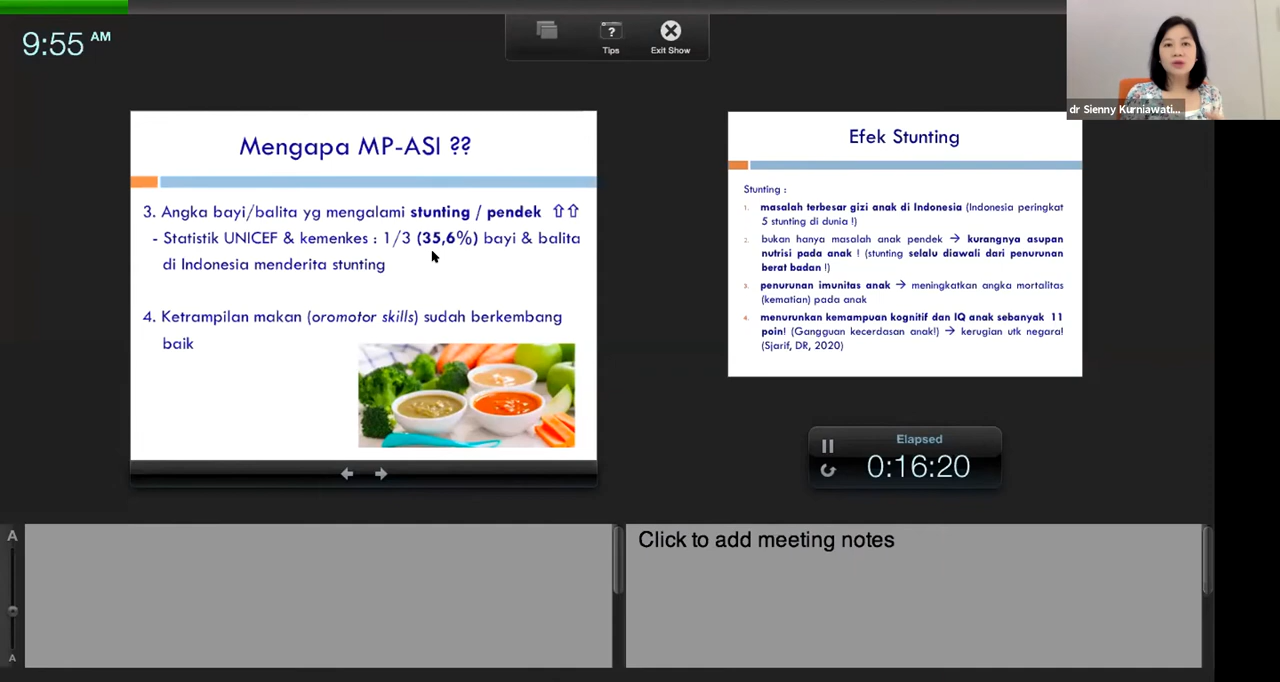 9:55 AM
Tips
Exit Show
dr Sienny Kurniawati...
Mengapa MP-ASI ??
3. Angka bayi/balita yg mengalami stunting / pendek ⇧⇧
- Statistik UNICEF & kemenkes : 1/3 (35,6%) bayi & balita
di Indonesia menderita stunting
4. Ketrampilan makan (oromotor skills) sudah berkembang
baik
Efek Stunting
Stunting :
1. masalah terbesar gizi anak di Indonesia (Indonesia peringkat
5 stunting di dunia !)
2. bukan hanya masalah anak pendek → kurangnya asupan
nutrisi pada anak ! (stunting selalu diawali dari penurunan
berat badan !)
3. penurunan imunitas anak → meningkatkan angka mortalitas
(kematian) pada anak
4. menurunkan kemampuan kognitif dan IQ anak sebanyak 11
poin! (Gangguan kecerdasan anak!) → kerugian utk negara!
(Sjarif, DR, 2020)
Elapsed
0:16:20
A
A
Click to add meeting notes